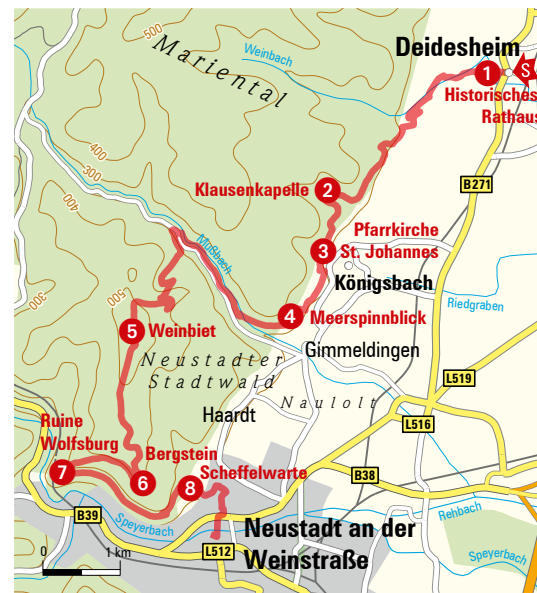 500
Mariental
Weinbach
Deidesheim
1
S
Historisches
Rathaus
400
300
Klausenkapelle
2
B271
Pfarrkirche
3
St. Johannes
Mußbach
Königsbach
300
500
4
Meerspinnblick
Riedgraben
5
Weinbiet
Gimmeldingen
Neustadter
Stadtwald
L519
Naulolt
Haardt
L516
Ruine
Wolfsburg
Bergstein
Scheffelwarte
7
6
8
B38
B39
Speyerbach
Rehbach
Neustadt an der
Weinstraße
L512
Speyerbach
0
1 km